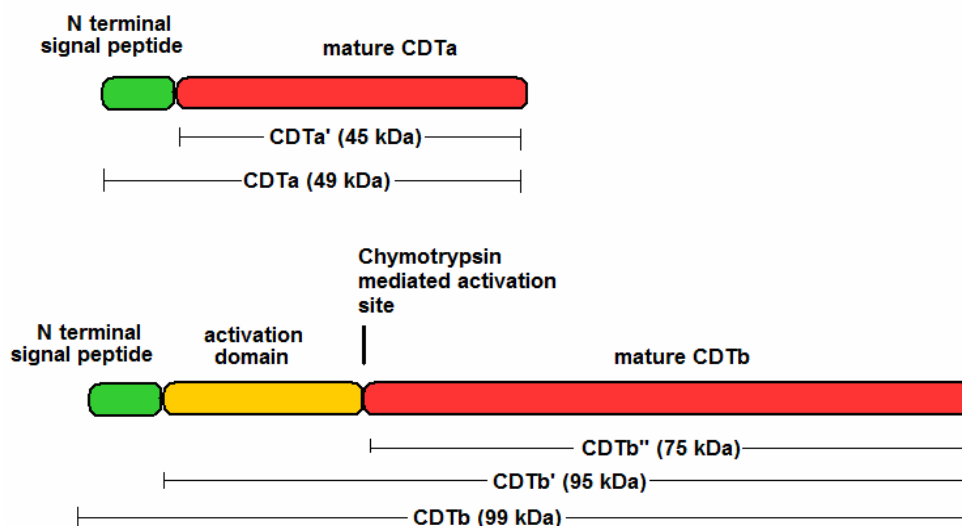 N terminal
signal peptide
mature CDTa
CDTa' (45 kDa)
CDTa (49 kDa)
Chymotrypsin
mediated activation
site
N terminal
signal peptide
activation
domain
mature CDTb
CDTb'' (75 kDa)
CDTb' (95 kDa)
CDTb (99 kDa)